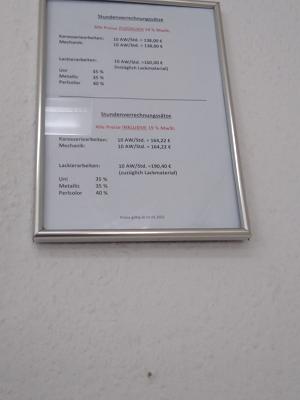 Stundenverrechnungssätze
Alle Preise EXKLUSIVE 19 % MwSt.
Karosseriearbeiten: 10 AW/Std. = 138,00 €
Mechanik: 10 AW/Std. = 138,00 €
Lackierarbeiten: 10 AW/Std. =160,00 €
(zuzüglich Lackmaterial)
Uni 35 %
Metallic 35 %
Perlcolor 40 %
Stundenverrechnungssätze
Alle Preise INKLUSIVE 19 % MwSt.
Karosseriearbeiten: 10 AW/Std. = 164,22 €
Mechanik: 10 AW/Std. = 164,22 €
Lackierarbeiten: 10 AW/Std. =190,40 €
(zuzüglich Lackmaterial)
Uni 35 %
Metallic 35 %
Perlcolor 40 %
Preise gültig ab